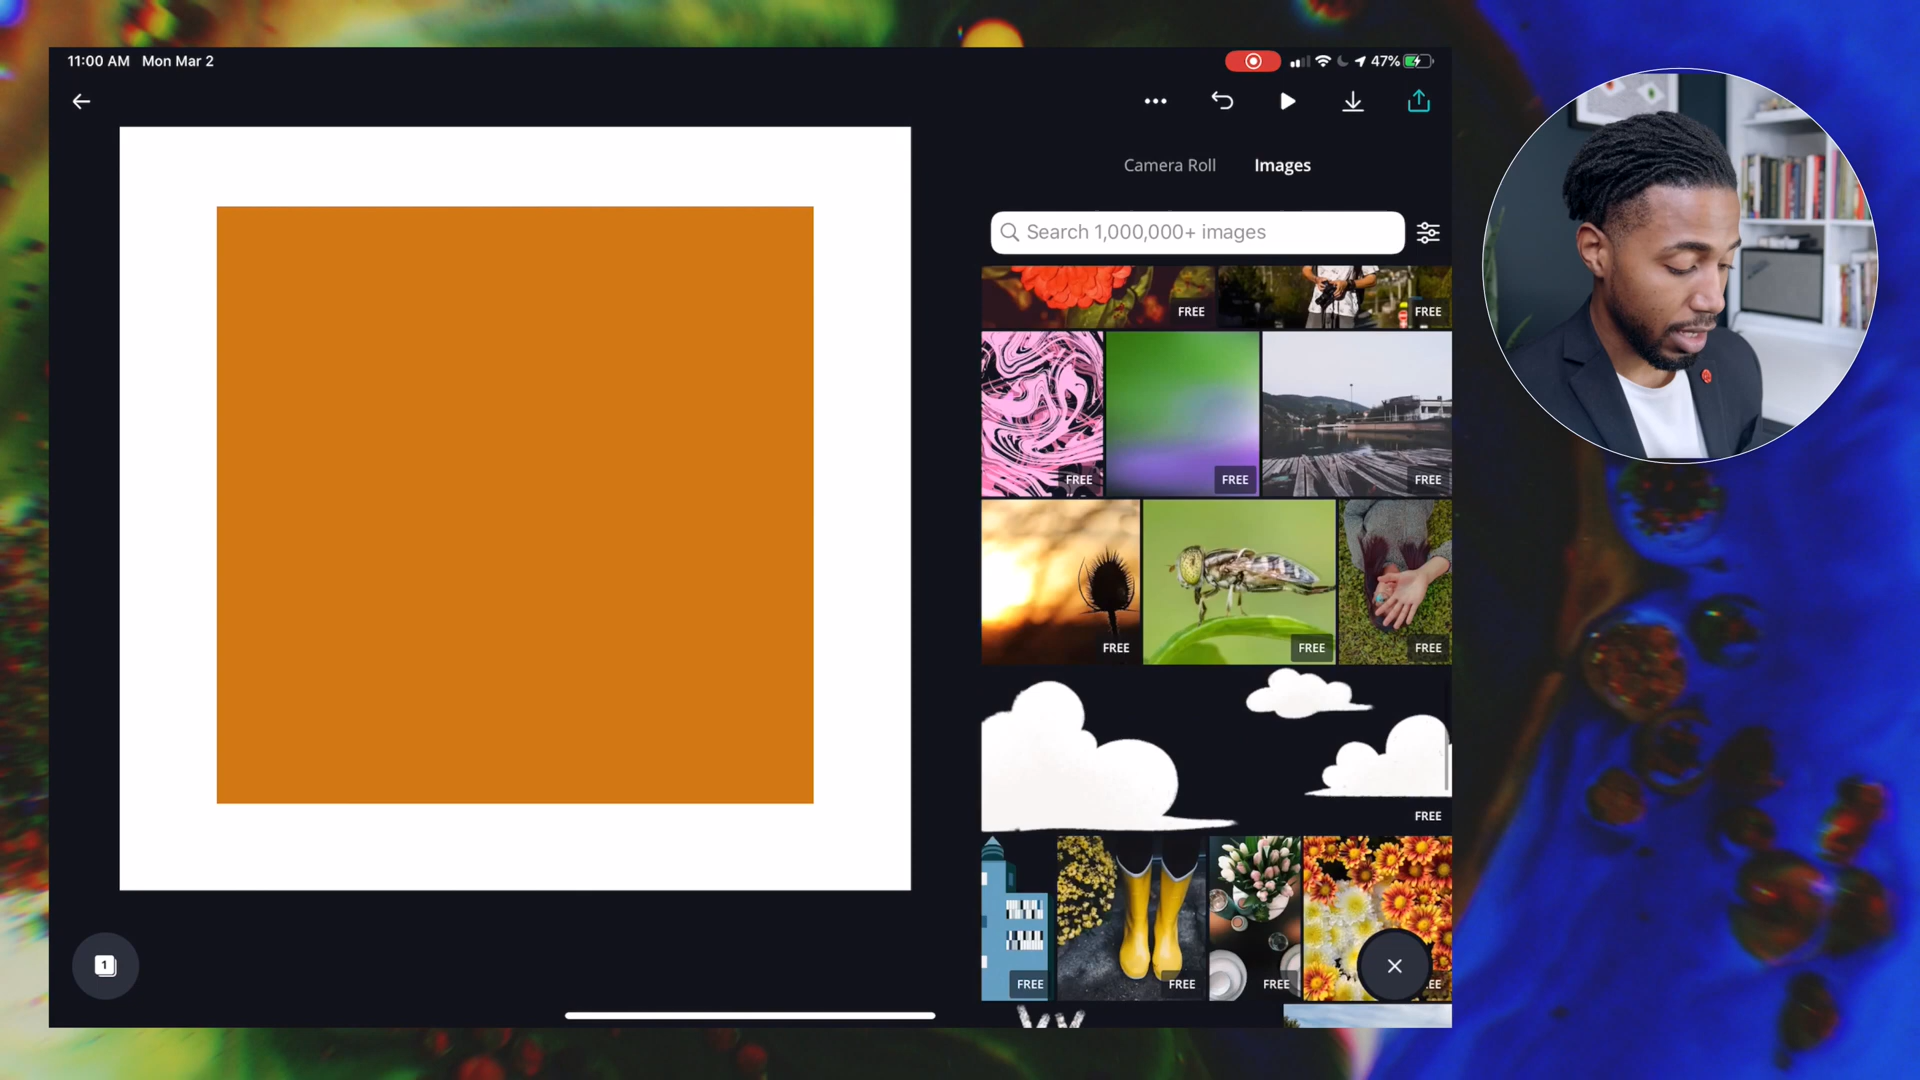 11:00 AM Mon Mar 2
47%
Camera Roll Images
Search 1,000,000+ images
FREE FREE
FREE FREE FREE
FREE FREE FREE
FREE
FREE FREE FREE EE
1